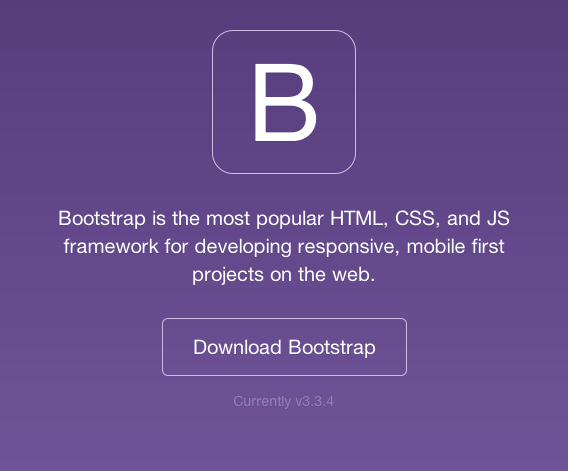 B
Bootstrap is the most popular HTML, CSS, and JS
framework for developing responsive, mobile first
projects on the web.
Download Bootstrap
Currently v3.3.4